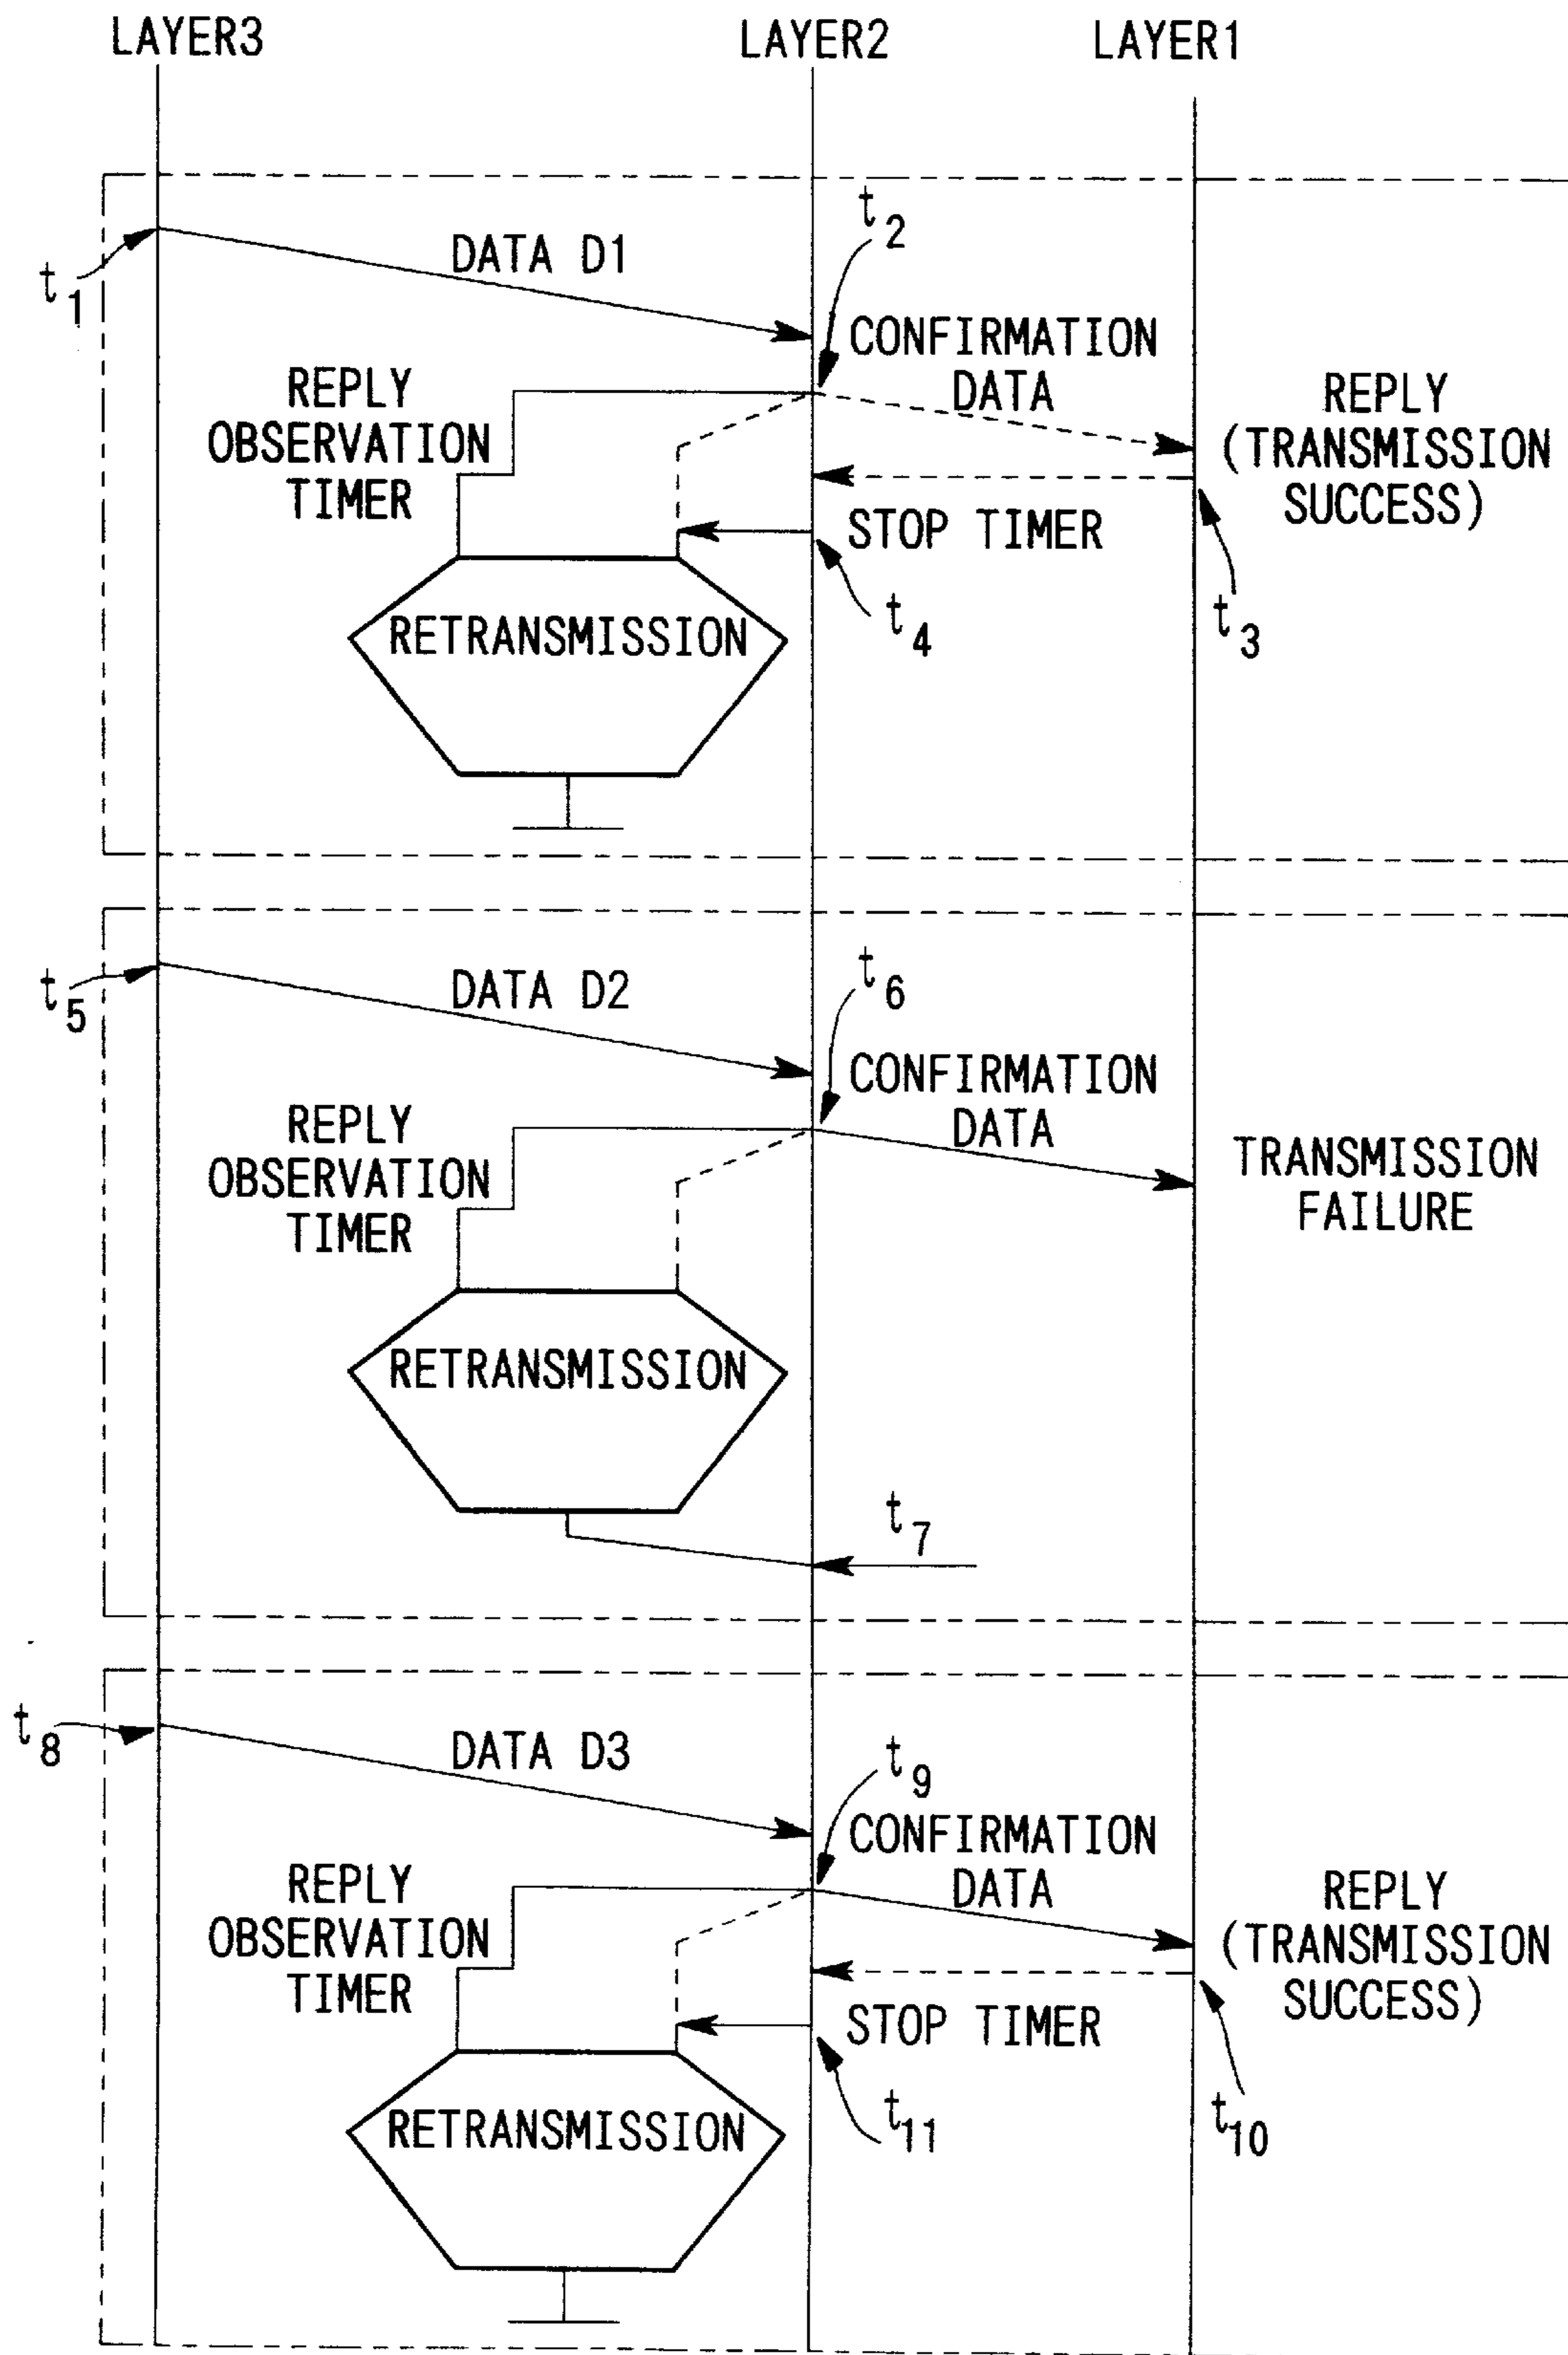 LAYER3
LAYER2
LAYER1
t1
DATA D1
t2
CONFIRMATION
DATA
REPLY
OBSERVATION
TIMER
REPLY
(TRANSMISSION
SUCCESS)
STOP TIMER
t4
t3
RETRANSMISSION
t5
DATA D2
t6
CONFIRMATION
DATA
REPLY
OBSERVATION
TIMER
TRANSMISSION
FAILURE
RETRANSMISSION
t7
t8
DATA D3
t9
CONFIRMATION
DATA
REPLY
OBSERVATION
TIMER
REPLY
(TRANSMISSION
SUCCESS)
STOP TIMER
t11
t10
RETRANSMISSION